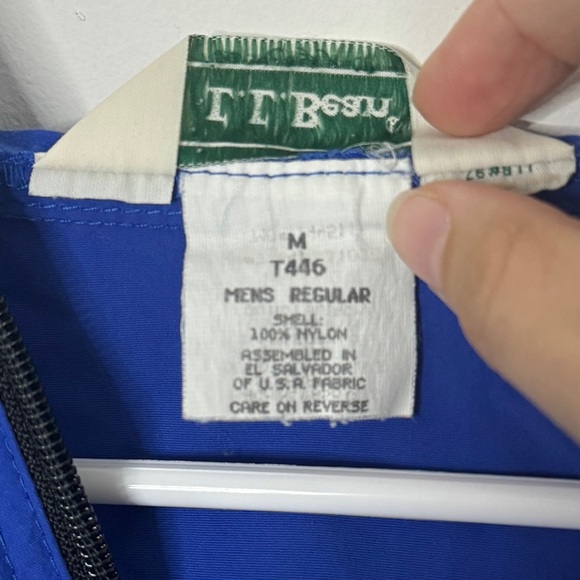 L.L.Bean®
M
T446
MENS REGULAR
SHELL:
100% NYLON
ASSEMBLED IN
EL SALVADOR
OF U.S.A. FABRIC
CARE ON REVERSE